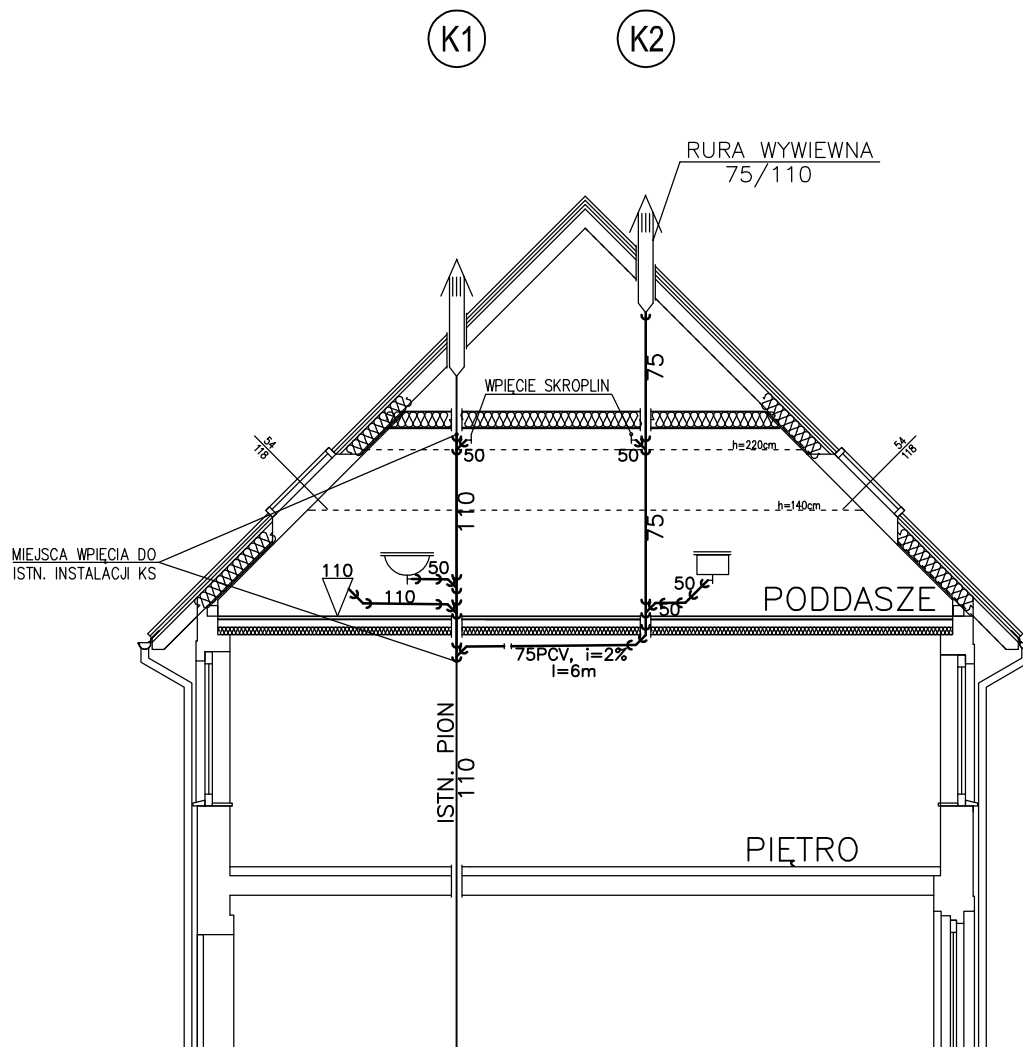 K1
K2
RURA WYWIEWNA
75/110
75
WPIĘCIE SKROPLIN
54
118
54
118
50
50
h=220cm
110
75
h=140cm
MIEJSCA WPIĘCIA DO
ISTN. INSTALACJI KS
110
50
110
50
50
PODDASZE
75PCV, i=2%
l=6m
ISTN. PION
110
PIĘTRO